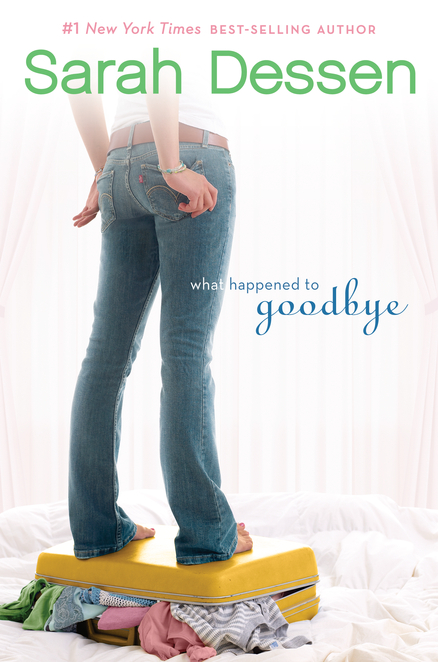 #1 New York Times BEST-SELLING AUTHOR
Sarah Dessen
what happened to
goodbye